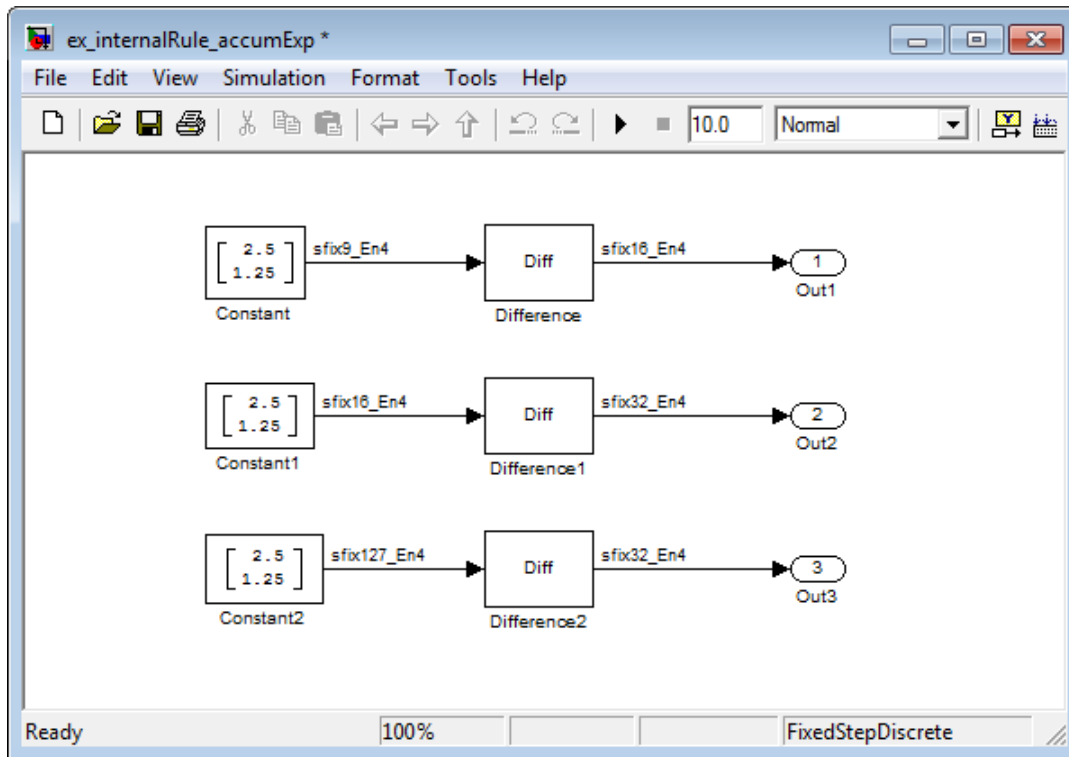 ex_internalRule_accumExp *
File Edit View Simulation Format Tools Help
10.0 Normal
2.5 sfix9_En4 Diff sfix16_En4 1
1.25
Constant Difference Out1
2.5 sfix16_En4 Diff sfix32_En4 2
1.25
Constant1 Difference1 Out2
2.5 sfix127_En4 Diff sfix32_En4 3
1.25
Constant2 Difference2 Out3
Ready 100% FixedStepDiscrete